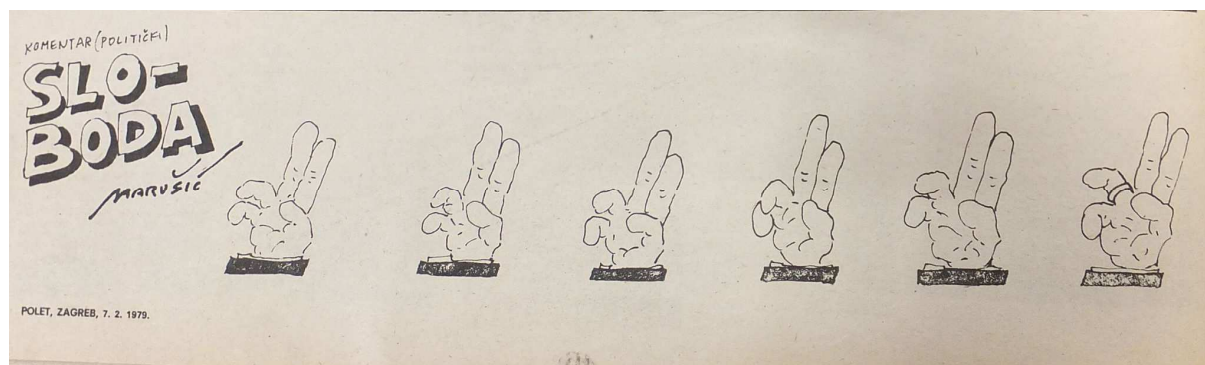 KOMENTAR (POLITIČKI)
SLO-
BODA
MARUŠIĆ
POLET, ZAGREB, 7. 2. 1979.